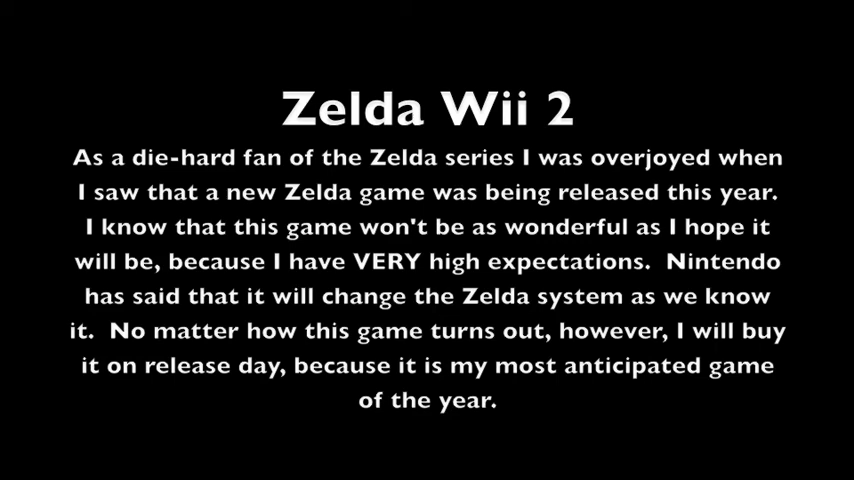 Zelda Wii 2
As a die-hard fan of the Zelda series I was overjoyed when
I saw that a new Zelda game was being released this year.
I know that this game won't be as wonderful as I hope it
will be, because I have VERY high expectations.  Nintendo
has said that it will change the Zelda system as we know
it.  No matter how this game turns out, however, I will buy
it on release day, because it is my most anticipated game
of the year.